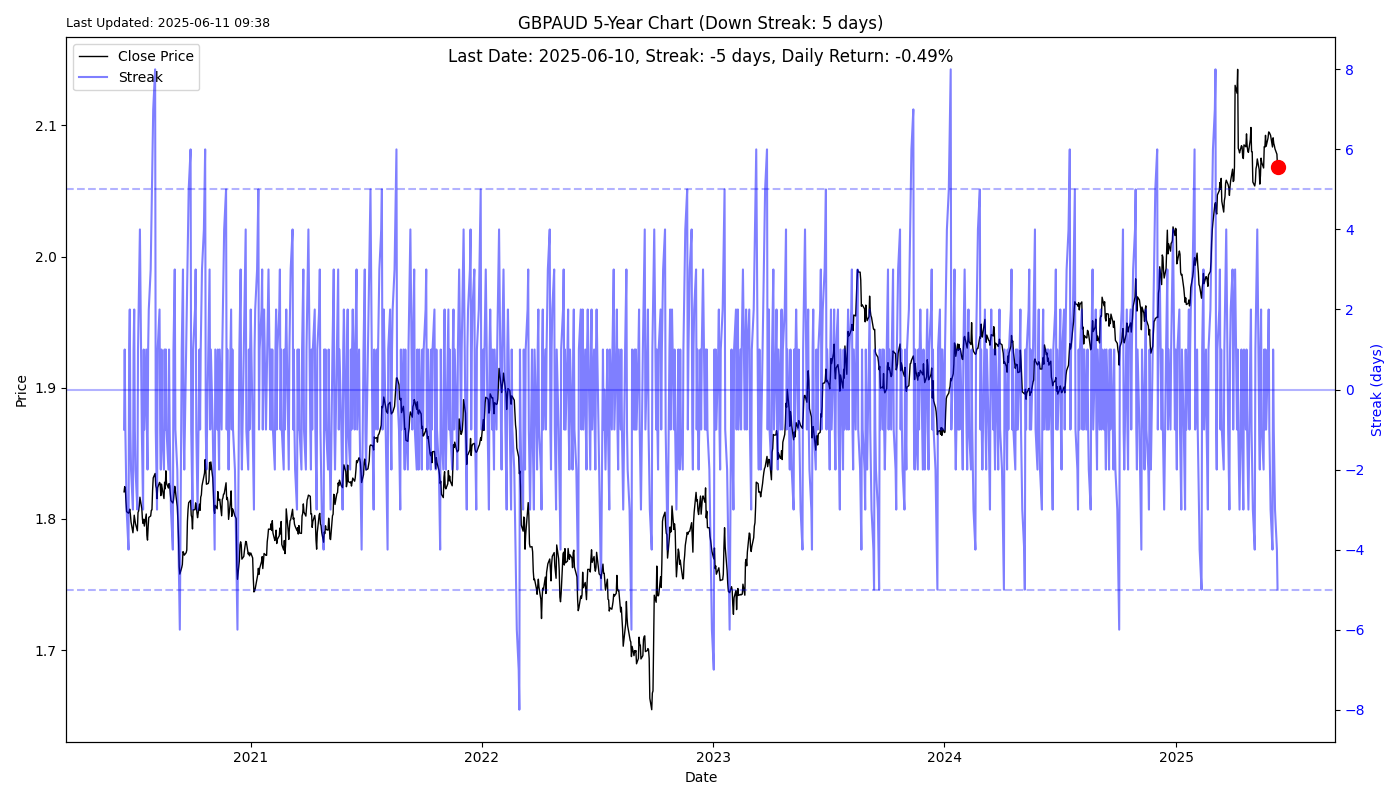 Last Updated: 2025-06-11 09:38
GBPAUD 5-Year Chart (Down Streak: 5 days)
Last Date: 2025-06-10, Streak: -5 days, Daily Return: -0.49%
Close Price
Streak
Price
2.1
2.0
1.9
1.8
1.7
8
6
4
2
0
−2
−4
−6
−8
Streak (days)
2021
2022
2023
2024
2025
Date